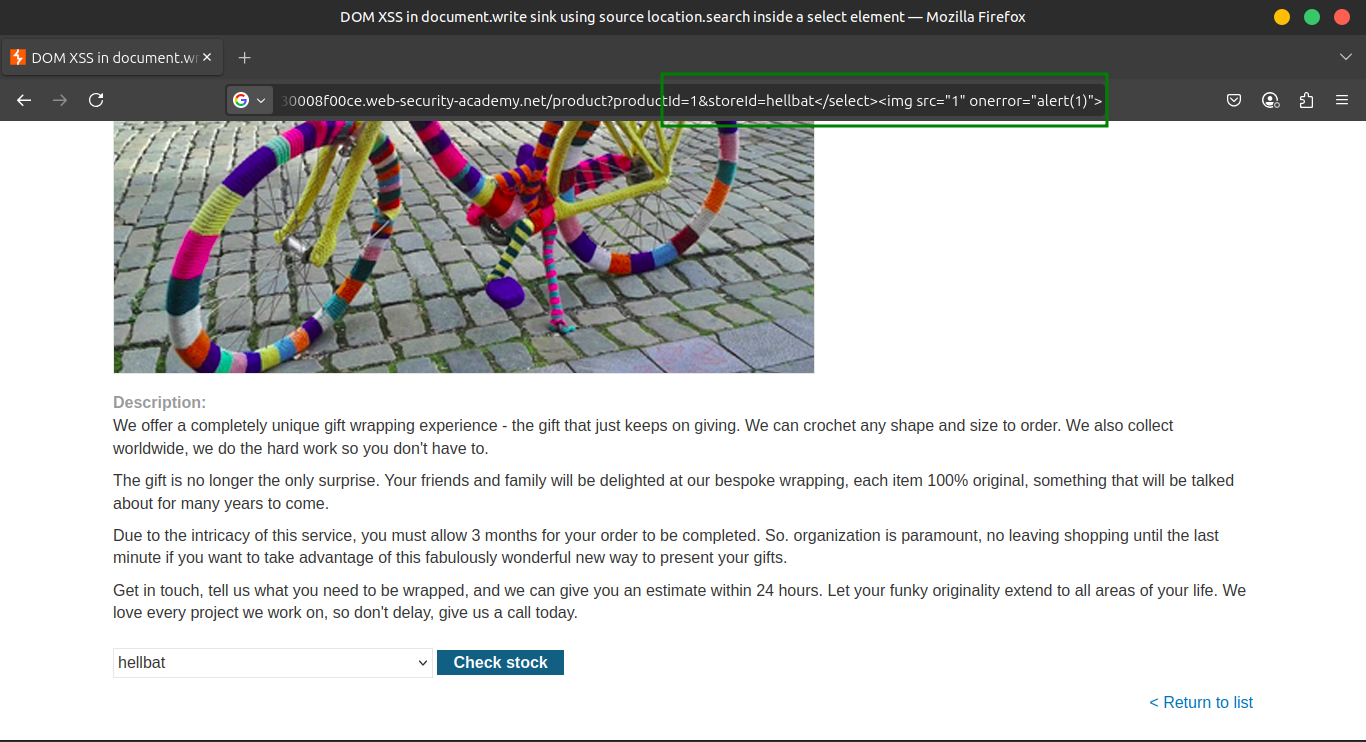 DOM XSS in document.write sink using source location.search inside a select element — Mozilla Firefox
DOM XSS in document.wr
30008f00ce.web-security-academy.net/product?productId=1&storeId=hellbat</select><img src="1" onerror="alert(1)">
Description:
We offer a completely unique gift wrapping experience - the gift that just keeps on giving. We can crochet any shape and size to order. We also collect
worldwide, we do the hard work so you don't have to.
The gift is no longer the only surprise. Your friends and family will be delighted at our bespoke wrapping, each item 100% original, something that will be talked
about for many years to come.
Due to the intricacy of this service, you must allow 3 months for your order to be completed. So. organization is paramount, no leaving shopping until the last
minute if you want to take advantage of this fabulously wonderful new way to present your gifts.
Get in touch, tell us what you need to be wrapped, and we can give you an estimate within 24 hours. Let your funky originality extend to all areas of your life. We
love every project we work on, so don't delay, give us a call today.
hellbat Check stock
< Return to list